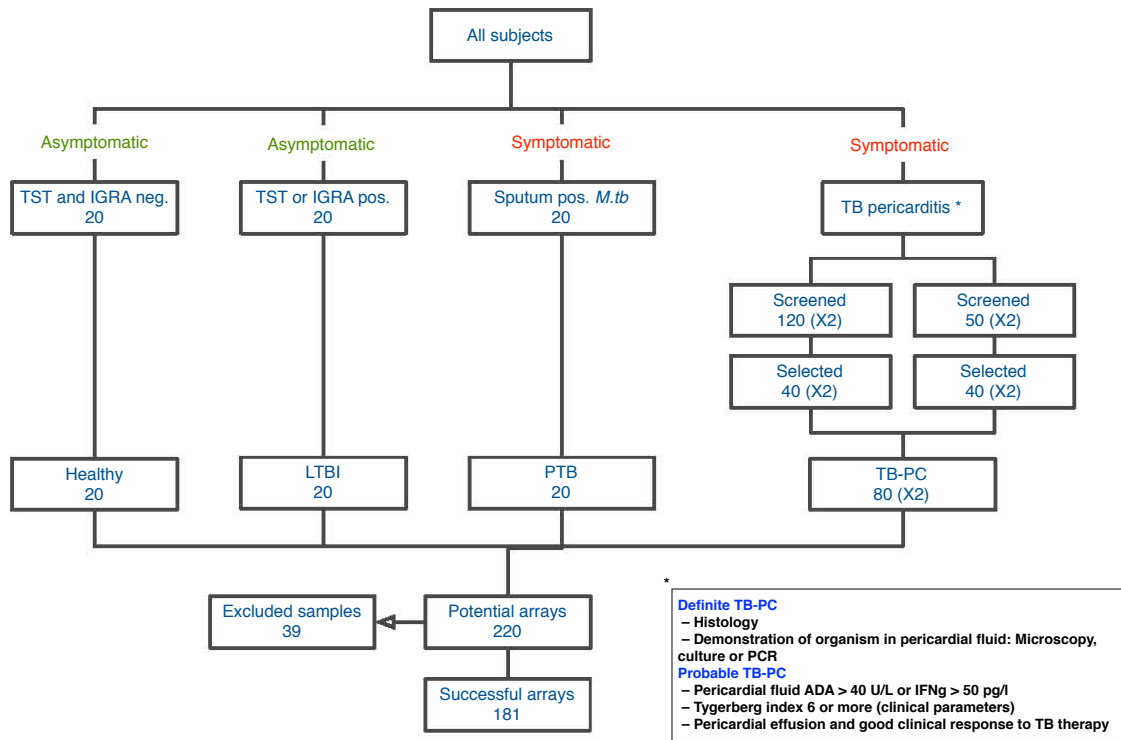 All subjects
Asymptomatic
Asymptomatic
Symptomatic
Symptomatic
TST and IGRA neg.
20
TST or IGRA pos.
20
Sputum pos. M.tb
20
TB pericarditis *
Screened
120 (X2)
Screened
50 (X2)
Selected
40 (X2)
Selected
40 (X2)
Healthy
20
LTBI
20
PTB
20
TB-PC
80 (X2)
Excluded samples
39
Potential arrays
220
Successful arrays
181
*
Definite TB-PC
– Histology
– Demonstration of organism in pericardial fluid: Microscopy,
culture or PCR
Probable TB-PC
– Pericardial fluid ADA > 40 U/L or IFNg > 50 pg/l
– Tygerberg index 6 or more (clinical parameters)
– Pericardial effusion and good clinical response to TB therapy